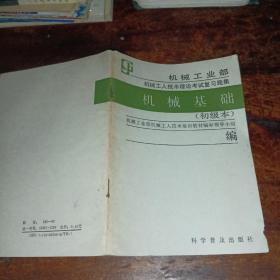 机械工业部
机械工人技术理论考试复习题集
机械基础
(初级本)
机械工业部机械工人技术培训教材编审领导小组
编
科学普及出版社